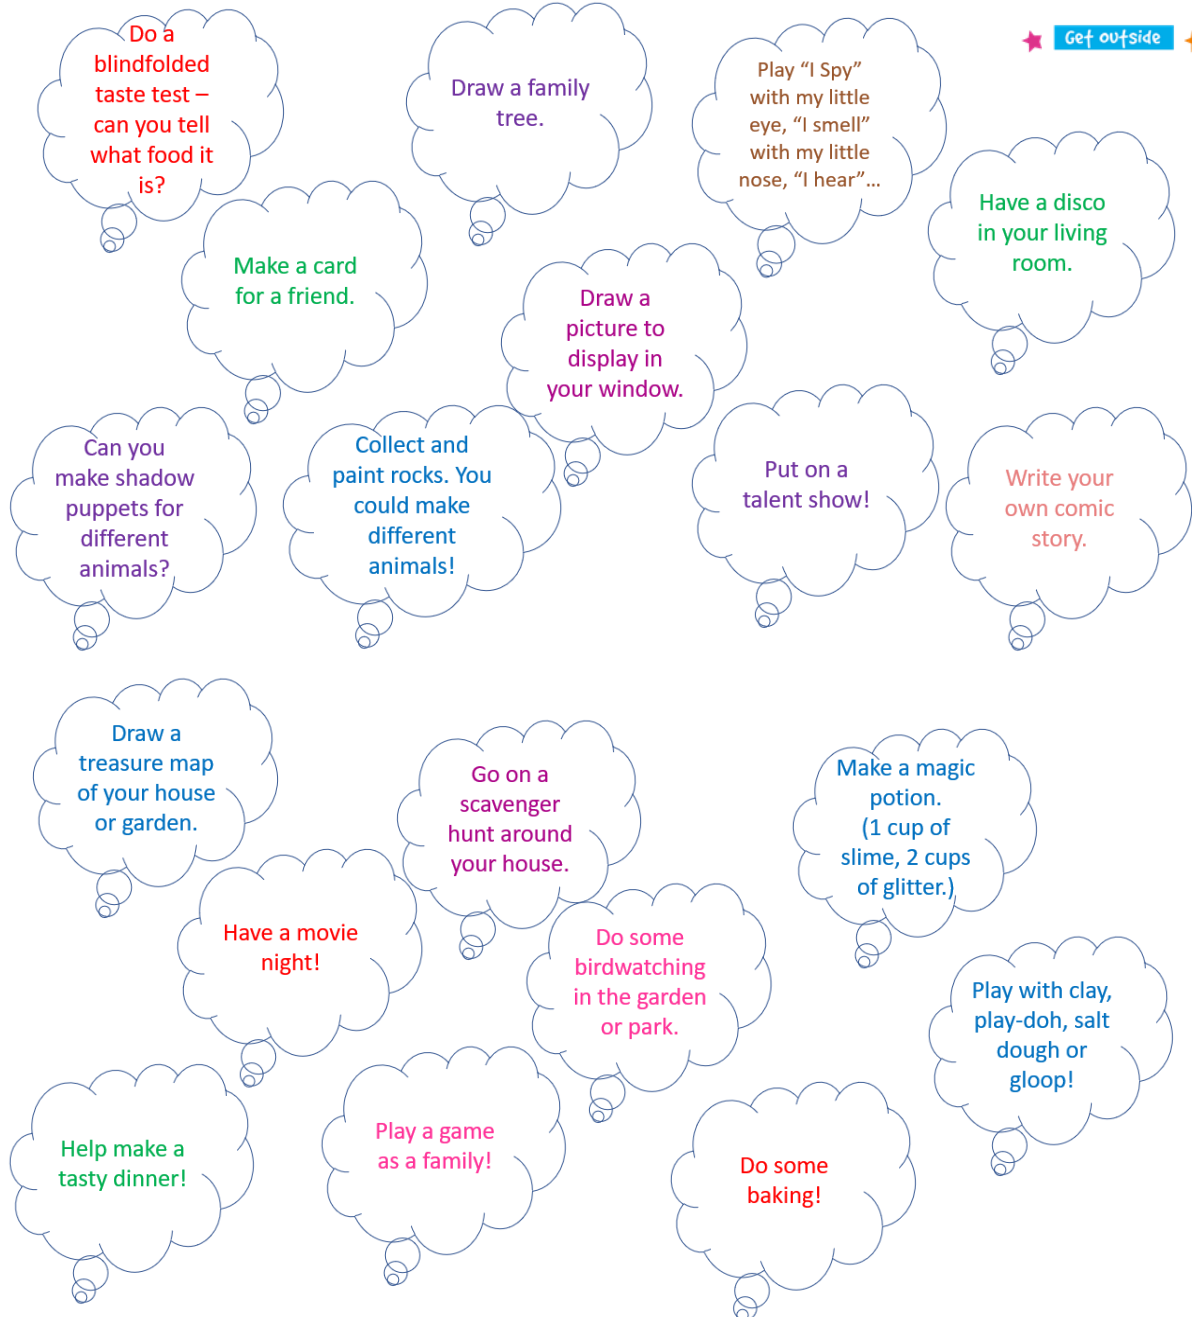 Do a
blindfolded
taste test –
can you tell
what food it
is?
Draw a family
tree.
Play “I Spy”
with my little
eye, “I smell”
with my little
nose, “I hear”…
Get outside
Have a disco
in your living
room.
Make a card
for a friend.
Draw a
picture to
display in
your window.
Can you
make shadow
puppets for
different
animals?
Collect and
paint rocks. You
could make
different
animals!
Put on a
talent show!
Write your
own comic
story.
Draw a
treasure map
of your house
or garden.
Go on a
scavenger
hunt around
your house.
Make a magic
potion.
(1 cup of
slime, 2 cups
of glitter.)
Have a movie
night!
Do some
birdwatching
in the garden
or park.
Play with clay,
play-doh, salt
dough or
gloop!
Help make a
tasty dinner!
Play a game
as a family!
Do some
baking!